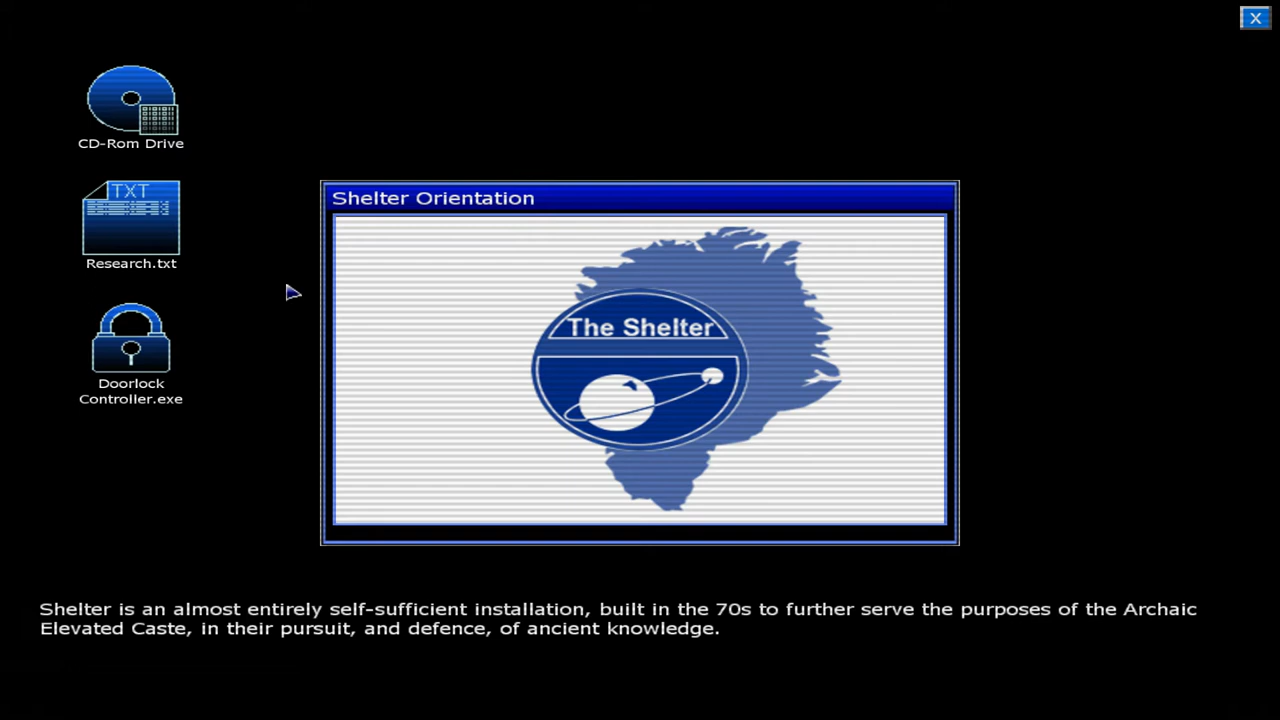 X
CD-Rom Drive
TXT
Research.txt
Doorlock
Controller.exe
Shelter Orientation
The Shelter
Shelter is an almost entirely self-sufficient installation, built in the 70s to further serve the purposes of the Archaic
Elevated Caste, in their pursuit, and defence, of ancient knowledge.